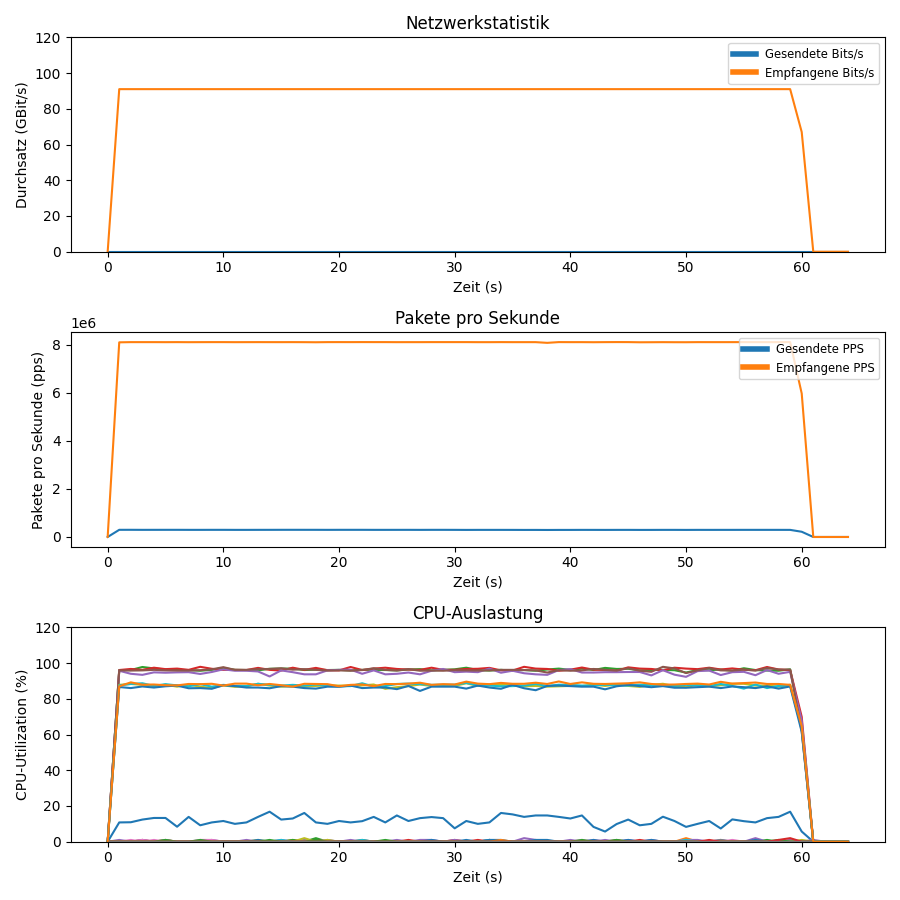 Netzwerkstatistik
Durchsatz (GBit/s)
120
100
80
60
40
20
0
Gesendete Bits/s
Empfangene Bits/s
0 10 20 30 40 50 60
Zeit (s)
Pakete pro Sekunde
1e6
Pakete pro Sekunde (pps)
8
6
4
2
0
Gesendete PPS
Empfangene PPS
0 10 20 30 40 50 60
Zeit (s)
CPU-Auslastung
CPU-Utilization (%)
120
100
80
60
40
20
0
0 10 20 30 40 50 60
Zeit (s)